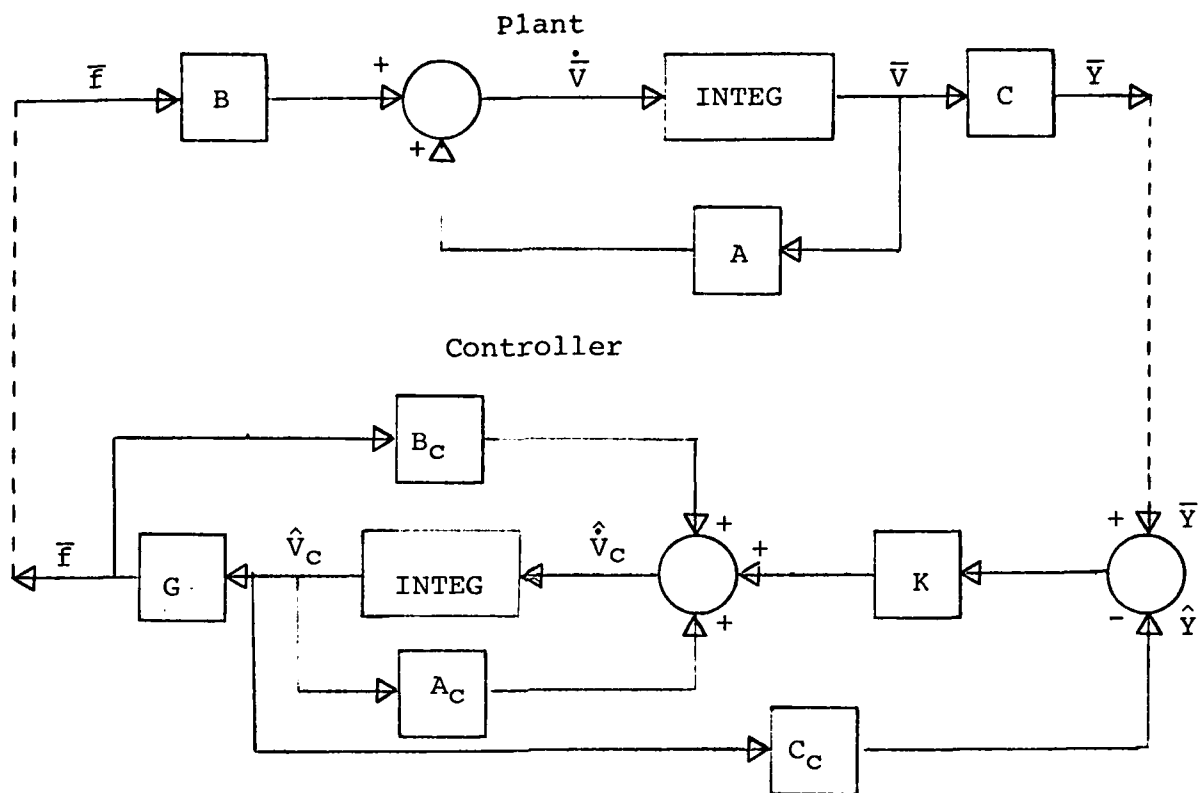 Plant
f̅ B + V̅̇ INTEG V̅ C Y̅
+
A
Controller
B_C
f̅ G V̂_C INTEG V̂̇_C + + K + Y̅
+ - Ŷ
A_C
C_C